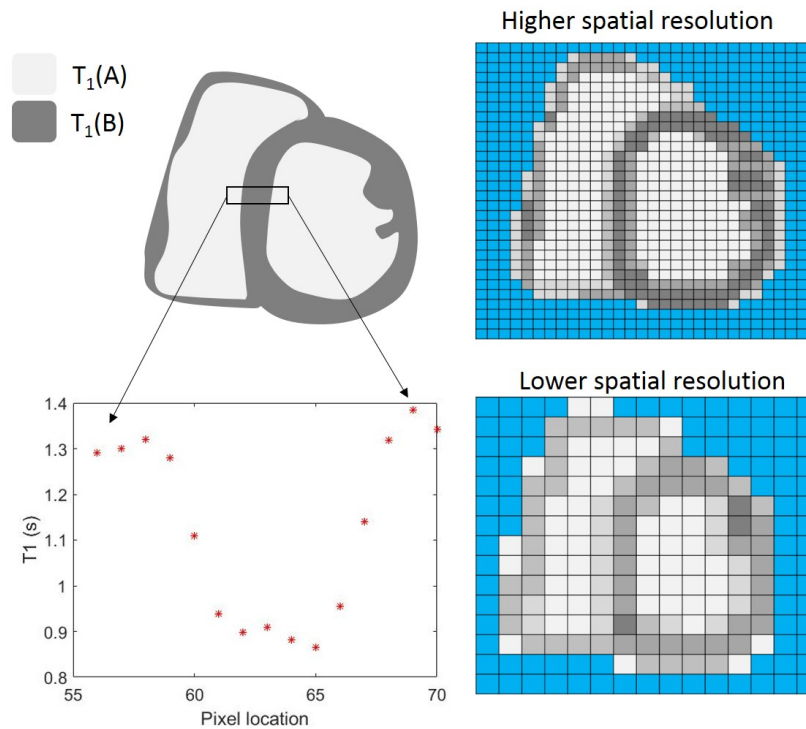 Higher spatial resolution
T₁(A)
T₁(B)
Lower spatial resolution
1.4
1.3
1.2
1.1
1
0.9
0.8
T1 (s)
55
60
65
70
Pixel location